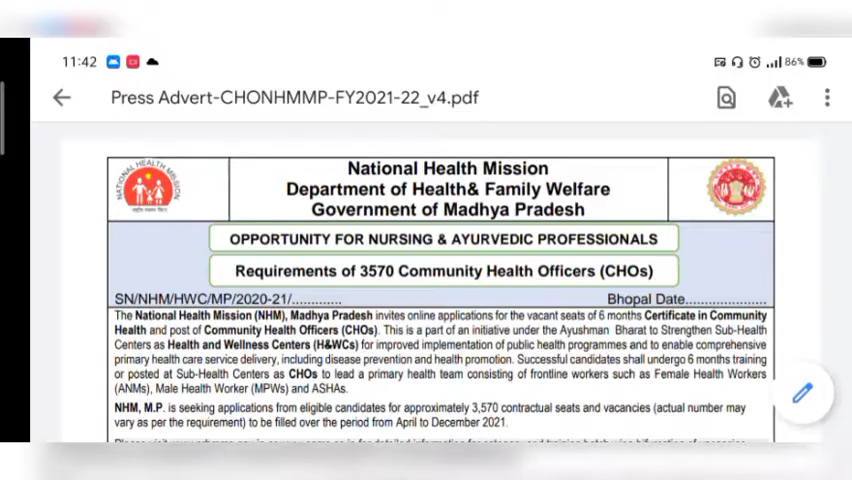 11:42
86%
Press Advert-CHONHMMP-FY2021-22_v4.pdf
NATIONAL HEALTH MISSION
National Health Mission
Department of Health& Family Welfare
Government of Madhya Pradesh
OPPORTUNITY FOR NURSING & AYURVEDIC PROFESSIONALS
Requirements of 3570 Community Health Officers (CHOs)
SN/NHM/HWC/MP/2020-21/............. Bhopal Date.....................
The National Health Mission (NHM), Madhya Pradesh invites online applications for the vacant seats of 6 months Certificate in Community
Health and post of Community Health Officers (CHOs). This is a part of an initiative under the Ayushman Bharat to Strengthen Sub-Health
Centers as Health and Wellness Centers (H&WCs) for improved implementation of public health programmes and to enable comprehensive
primary health care service delivery, including disease prevention and health promotion. Successful candidates shall undergo 6 months training
or posted at Sub-Health Centers as CHOs to lead a primary health team consisting of frontline workers such as Female Health Workers
(ANMs), Male Health Worker (MPWs) and ASHAs.
NHM, M.P. is seeking applications from eligible candidates for approximately 3,570 contractual seats and vacancies (actual number may
vary as per the requirement) to be filled over the period from April to December 2021.